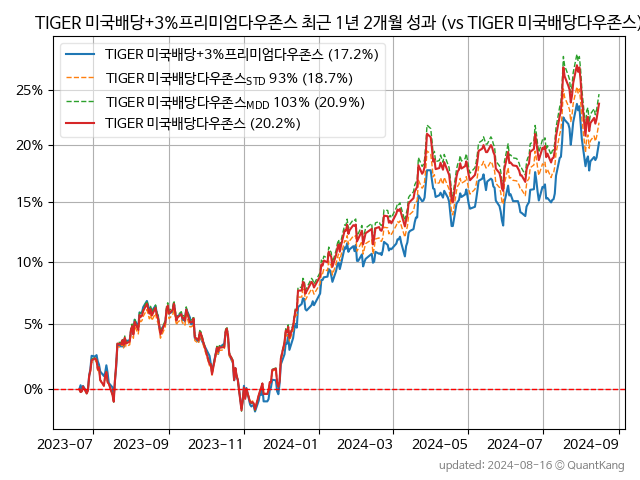 TIGER 미국배당+3%프리미엄다우존스 최근 1년 2개월 성과 (vs TIGER 미국배당다우존스)
TIGER 미국배당+3%프리미엄다우존스 (17.2%)
TIGER 미국배당다우존스STD 93% (18.7%)
TIGER 미국배당다우존스MDD 103% (20.9%)
TIGER 미국배당다우존스 (20.2%)
25%
20%
15%
10%
5%
0%
2023-07 2023-09 2023-11 2024-01 2024-03 2024-05 2024-07 2024-09
updated: 2024-08-16 © QuantKang